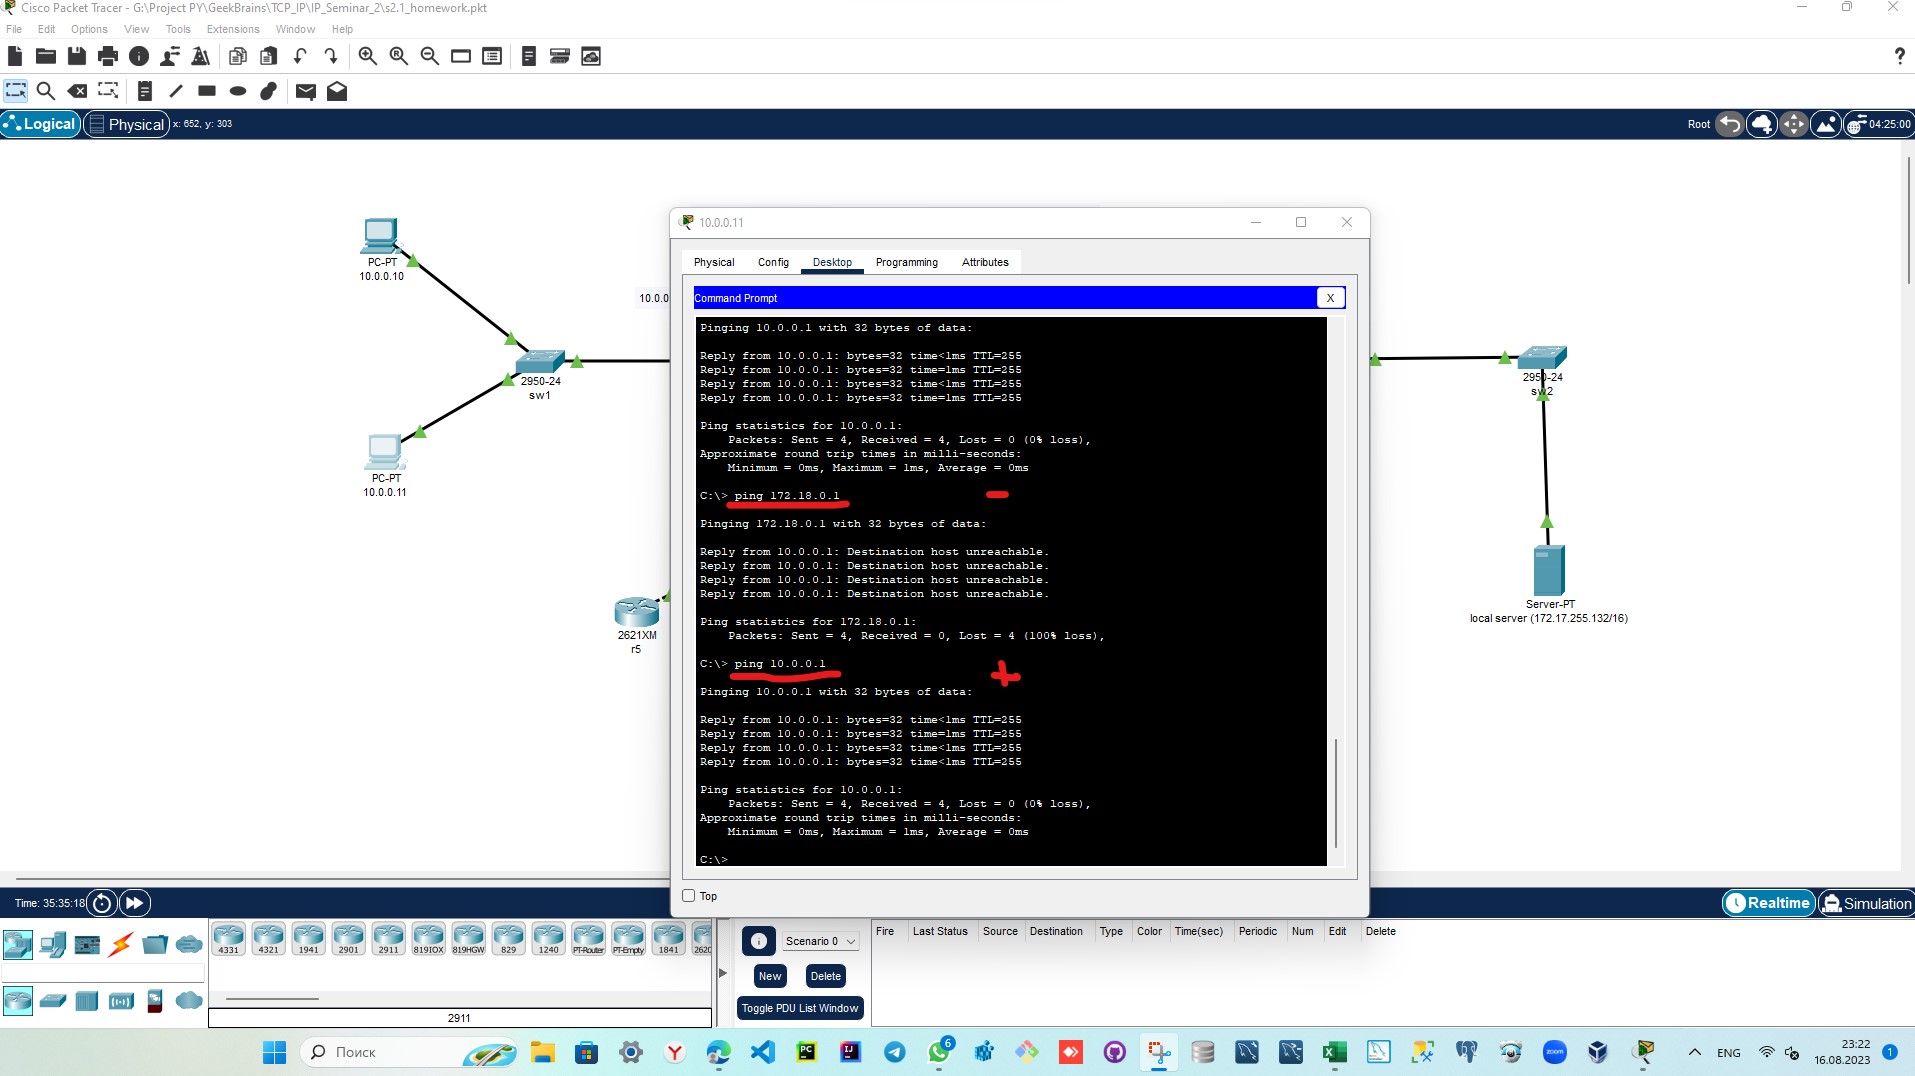 Cisco Packet Tracer - G:\Project PY\GeekBrains\TCP_IP\IP_Seminar_2\s2.1_homework.pkt
File Edit Options View Tools Extensions Window Help
Logical Physical x: 652, y: 303 Root 04:25:00
10.0.0.11
Physical Config Desktop Programming Attributes
Command Prompt X
Pinging 10.0.0.1 with 32 bytes of data:
Reply from 10.0.0.1: bytes=32 time<1ms TTL=255
Reply from 10.0.0.1: bytes=32 time=1ms TTL=255
Reply from 10.0.0.1: bytes=32 time<1ms TTL=255
Reply from 10.0.0.1: bytes=32 time=1ms TTL=255
Ping statistics for 10.0.0.1:
Packets: Sent = 4, Received = 4, Lost = 0 (0% loss),
Approximate round trip times in milli-seconds:
Minimum = 0ms, Maximum = 1ms, Average = 0ms
C:\> ping 172.18.0.1
Pinging 172.18.0.1 with 32 bytes of data:
Reply from 10.0.0.1: Destination host unreachable.
Reply from 10.0.0.1: Destination host unreachable.
Reply from 10.0.0.1: Destination host unreachable.
Reply from 10.0.0.1: Destination host unreachable.
Ping statistics for 172.18.0.1:
Packets: Sent = 4, Received = 0, Lost = 4 (100% loss),
C:\> ping 10.0.0.1
Pinging 10.0.0.1 with 32 bytes of data:
Reply from 10.0.0.1: bytes=32 time<1ms TTL=255
Reply from 10.0.0.1: bytes=32 time=1ms TTL=255
Reply from 10.0.0.1: bytes=32 time<1ms TTL=255
Reply from 10.0.0.1: bytes=32 time<1ms TTL=255
Ping statistics for 10.0.0.1:
Packets: Sent = 4, Received = 4, Lost = 0 (0% loss),
Approximate round trip times in milli-seconds:
Minimum = 0ms, Maximum = 1ms, Average = 0ms
C:\>
Top
PC-PT
10.0.0.10
10.0.0
2950-24
sw1
PC-PT
10.0.0.11
2621XM
r5
2950-24
sw2
Server-PT
local server (172.17.255.132/16)
Time: 35:35:18 Realtime Simulation
4331 4321 1941 2901 2911 819IOX 819HGW 829 1240 PT-Router PT-Empty 1841 262
2911
Scenario 0
New Delete
Toggle PDU List Window
Fire Last Status Source Destination Type Color Time(sec) Periodic Num Edit Delete
Поиск
6
zoom
ENG
23:22
16.08.2023
1